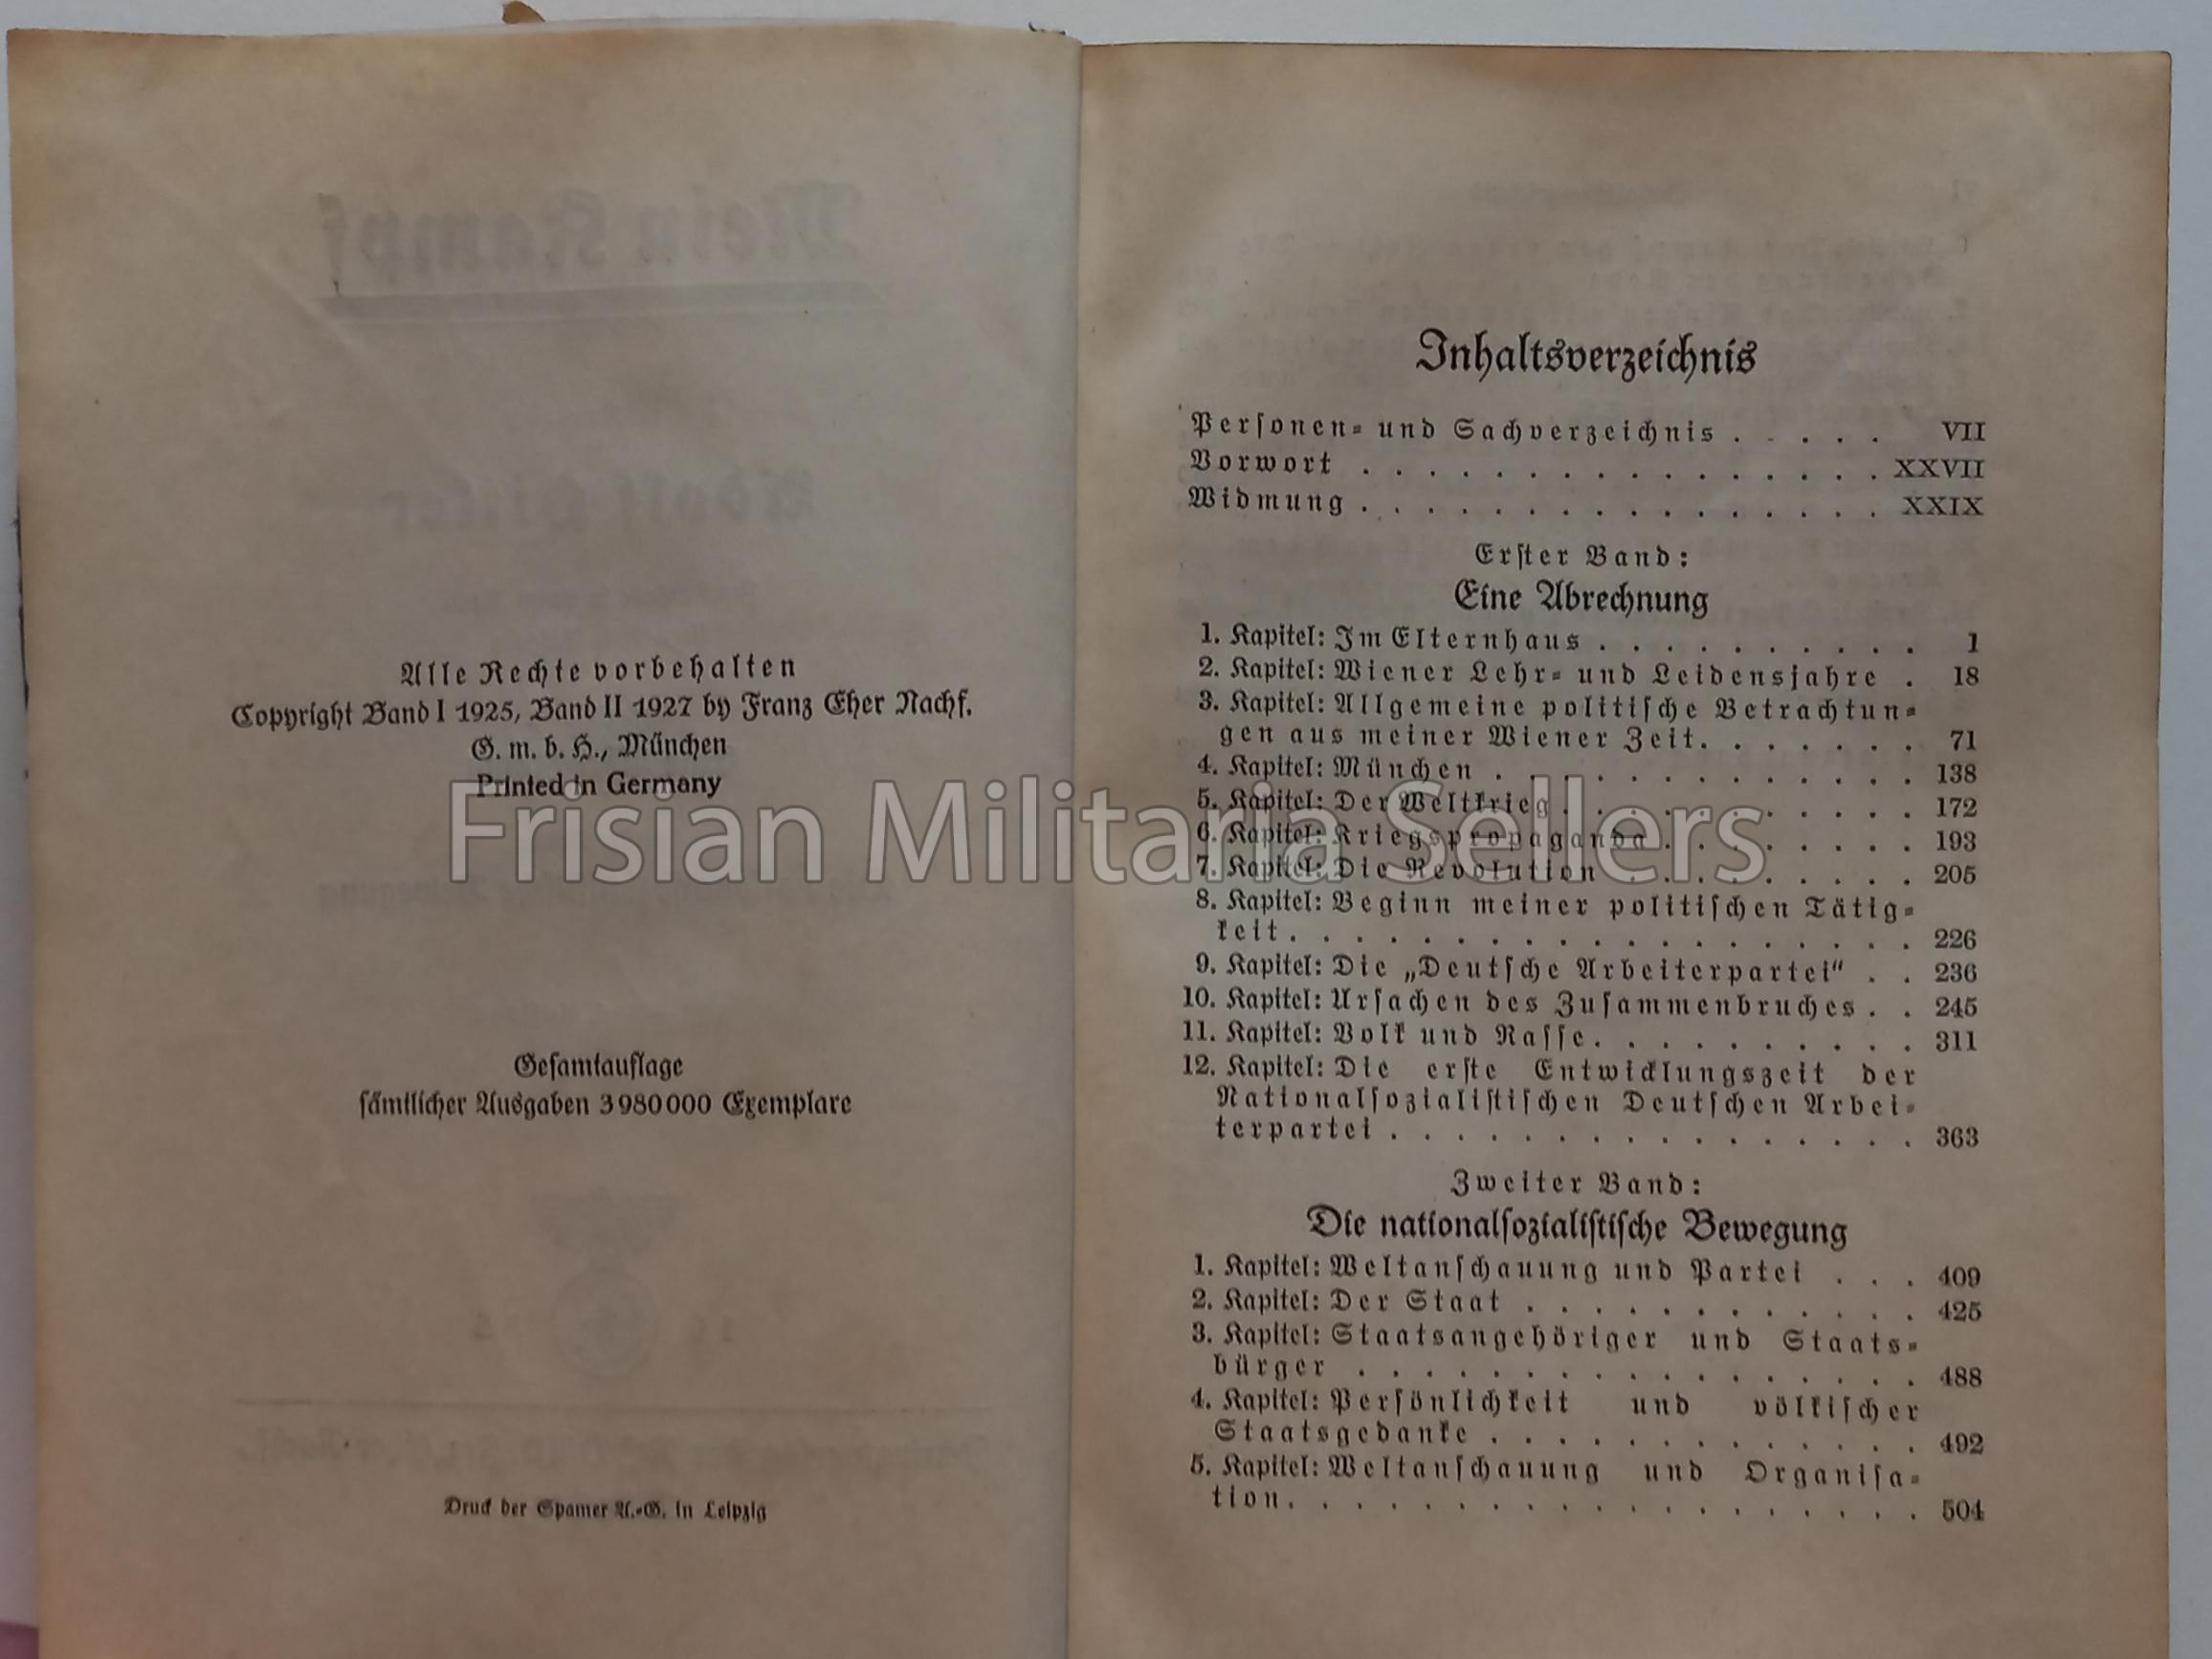 Alle Rechte vorbehalten
Copyright Band I 1925, Band II 1927 by Franz Eher Nachf.
G. m. b. H., München
Printed in Germany
Gesamtauflage
sämtlicher Ausgaben 3 980 000 Exemplare
Druck der Spamer A.-G. in Leipzig
Inhaltsverzeichnis
Personen- und Sachverzeichnis . . . . . VII
Vorwort . . . . . . . . . . . . . . . . XXVII
Widmung . . . . . . . . . . . . . . . . XXIX
Erster Band:
Eine Abrechnung
1. Kapitel: Im Elternhaus . . . . . . . . . . 1
2. Kapitel: Wiener Lehr- und Leidensjahre . 18
3. Kapitel: Allgemeine politische Betrachtun-
gen aus meiner Wiener Zeit. . . . . . . 71
4. Kapitel: München . . . . . . . . . . . . . 138
5. Kapitel: Der Weltkrieg . . . . . . . . . . . 172
6. Kapitel: Kriegspropaganda . . . . . . . . 193
7. Kapitel: Die Revolution . . . . . . . . . 205
8. Kapitel: Beginn meiner politischen Tätig-
keit. . . . . . . . . . . . . . . . . . . 226
9. Kapitel: Die „Deutsche Arbeiterpartei“ . . 236
10. Kapitel: Ursachen des Zusammenbruches . . 245
11. Kapitel: Volk und Rasse. . . . . . . . . . 311
12. Kapitel: Die erste Entwicklungszeit der
Nationalsozialistischen Deutschen Arbei-
terpartei . . . . . . . . . . . . . . . . 363
Zweiter Band:
Die nationalsozialistische Bewegung
1. Kapitel: Weltanschauung und Partei . . . 409
2. Kapitel: Der Staat . . . . . . . . . . . . 425
3. Kapitel: Staatsangehöriger und Staats-
bürger . . . . . . . . . . . . . . . . . 488
4. Kapitel: Persönlichkeit und völkischer
Staatsgedanke . . . . . . . . . . . . . 492
5. Kapitel: Weltanschauung und Organisa-
tion. . . . . . . . . . . . . . . . . . . 504
Frisian Militaria Sellers